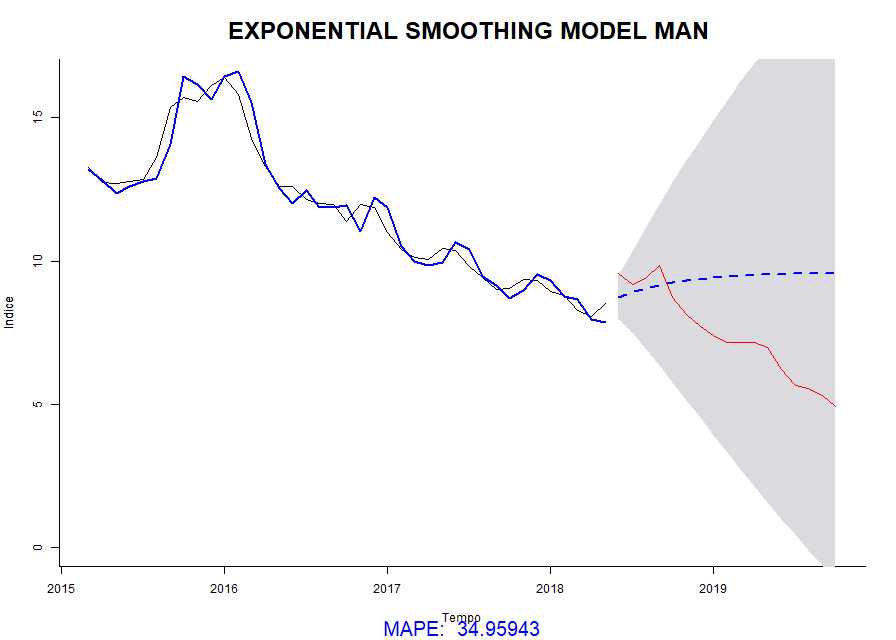 EXPONENTIAL SMOOTHING MODEL MAN
15
10
5
0
Indice
2015 2016 2017 2018 2019
Tempo
MAPE: 34.95943